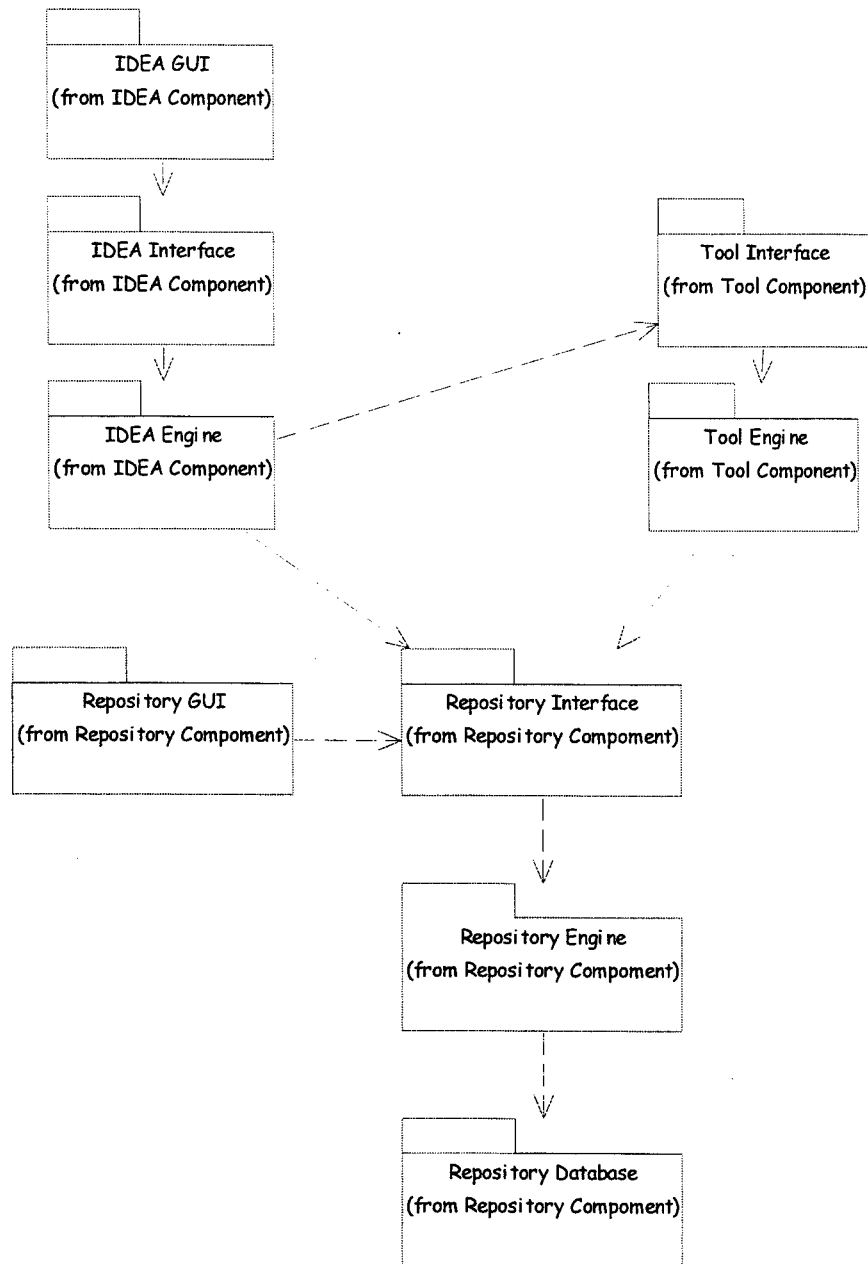 IDEA GUI
(from IDEA Component)
IDEA Interface
(from IDEA Component)
Tool Interface
(from Tool Component)
IDEA Engine
(from IDEA Component)
Tool Engine
(from Tool Component)
Repository GUI
(from Repository Compoment)
Repository Interface
(from Repository Compoment)
Repository Engine
(from Repository Compoment)
Repository Database
(from Repository Compoment)